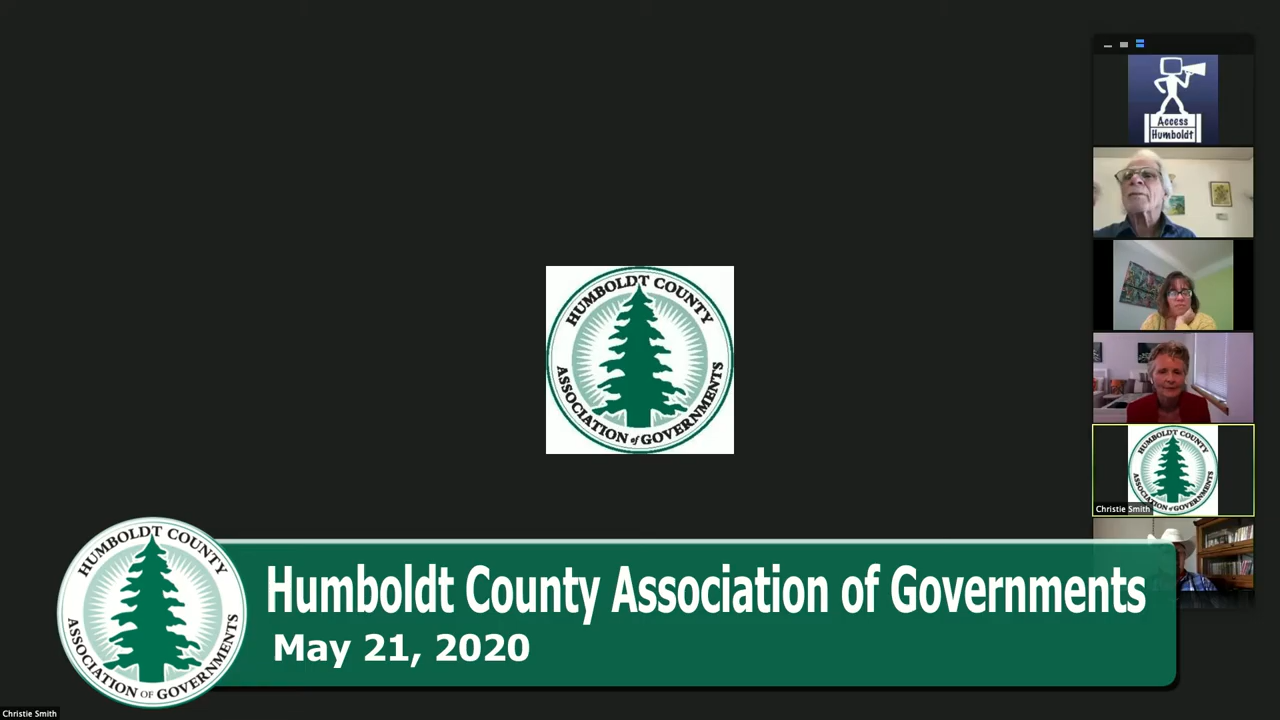 Access
Humboldt
HUMBOLDT COUNTY
ASSOCIATION of GOVERNMENTS
HUMBOLDT COUNTY
ASSOCIATION of GOVERNMENTS
Christie Smith
HUMBOLDT COUNTY
ASSOCIATION OF GOVERNMENTS
Humboldt County Association of Governments
May 21, 2020
Christie Smith